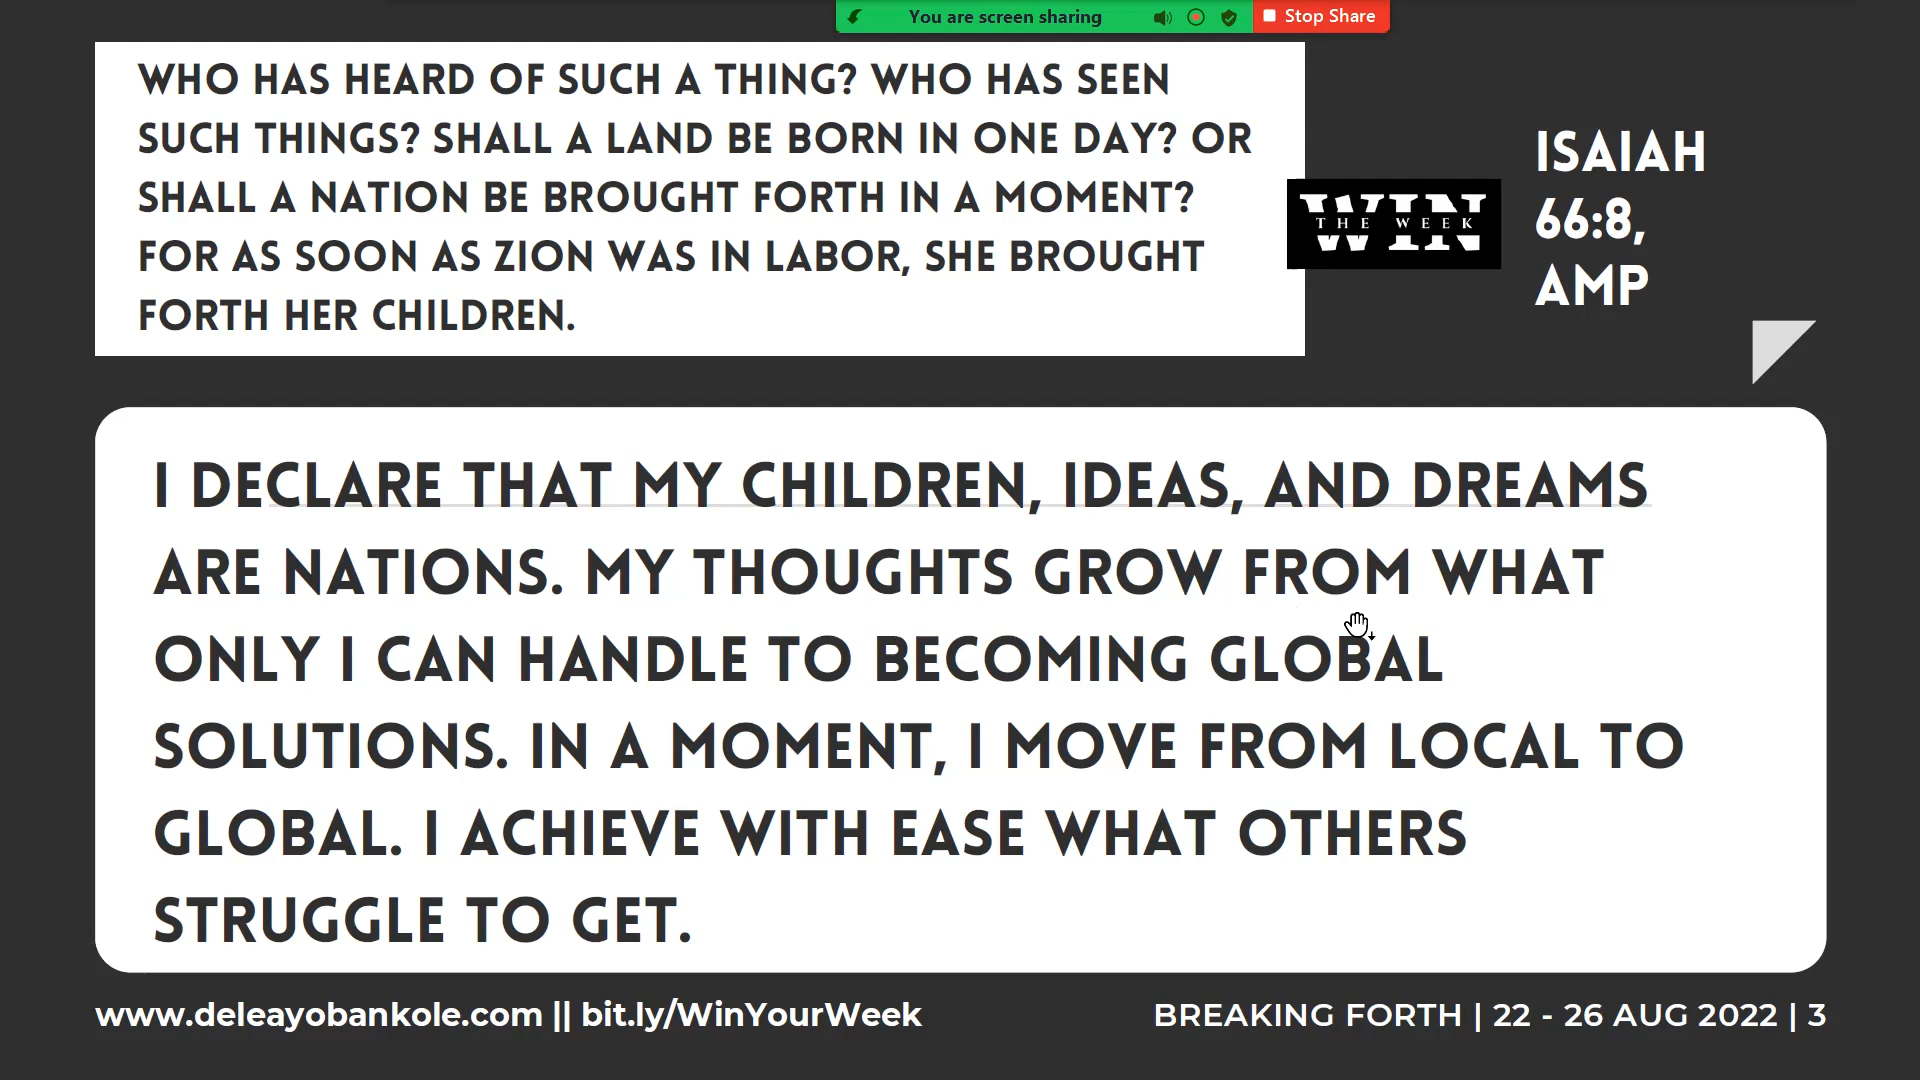 You are screen sharing
Stop Share
WHO HAS HEARD OF SUCH A THING? WHO HAS SEEN
SUCH THINGS? SHALL A LAND BE BORN IN ONE DAY? OR
SHALL A NATION BE BROUGHT FORTH IN A MOMENT?
FOR AS SOON AS ZION WAS IN LABOR, SHE BROUGHT
FORTH HER CHILDREN.
WIN
THE WEEK
ISAIAH
66:8,
AMP
I DECLARE THAT MY CHILDREN, IDEAS, AND DREAMS
ARE NATIONS. MY THOUGHTS GROW FROM WHAT
ONLY I CAN HANDLE TO BECOMING GLOBAL
SOLUTIONS. IN A MOMENT, I MOVE FROM LOCAL TO
GLOBAL. I ACHIEVE WITH EASE WHAT OTHERS
STRUGGLE TO GET.
www.deleayobankole.com || bit.ly/WinYourWeek
BREAKING FORTH | 22 - 26 AUG 2022 | 3